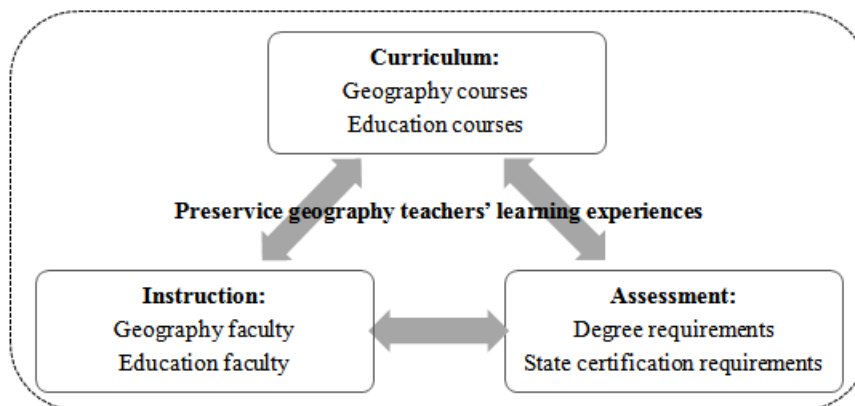 Curriculum:
Geography courses
Education courses
Preservice geography teachers’ learning experiences
Instruction:
Geography faculty
Education faculty
Assessment:
Degree requirements
State certification requirements